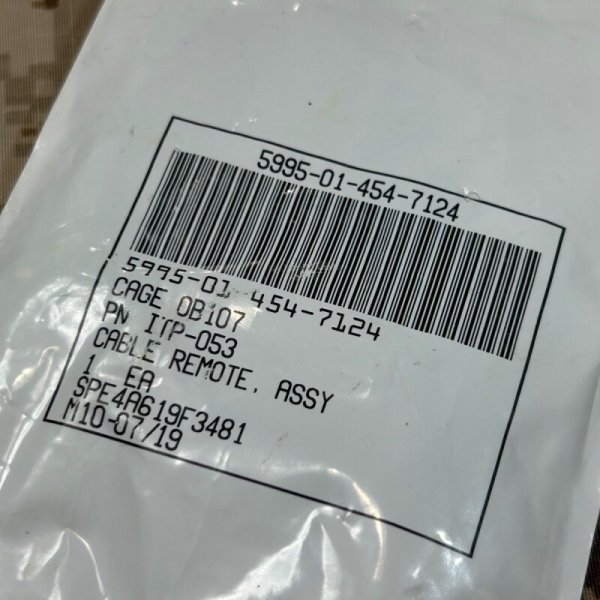 5995-01-454-7124
5995-01-454-7124
CAGE 0B107
PN ITP-053
CABLE REMOTE, ASSY
1 EA
SPE4A619F3481
M10-07/19